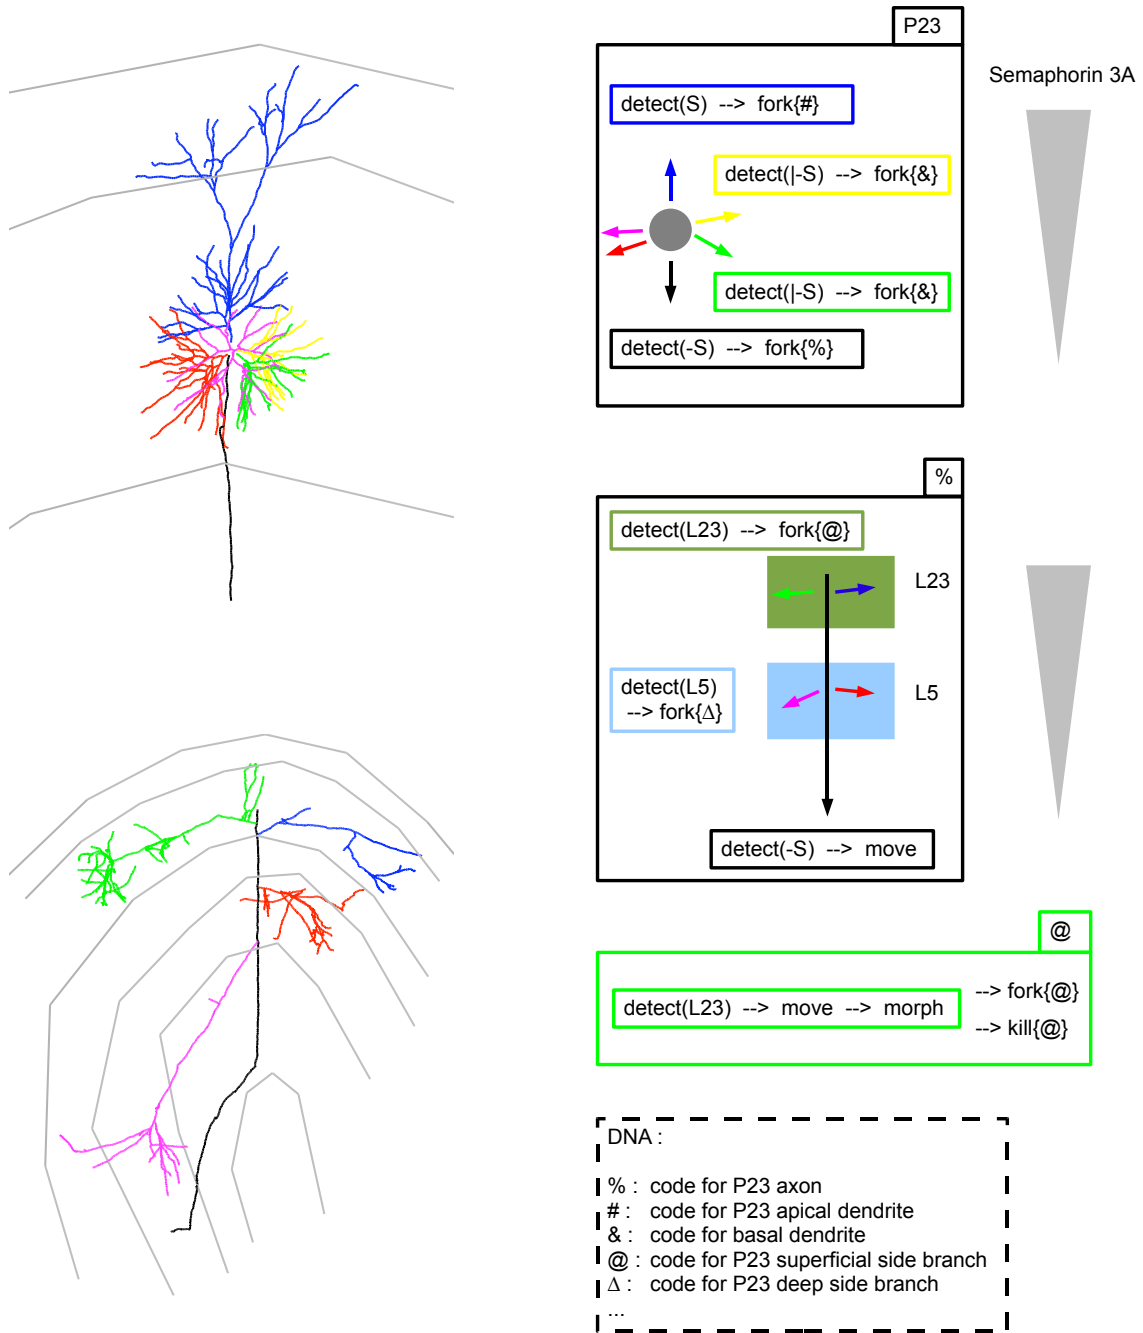 P23
Semaphorin 3A
detect(S) --> fork{#}
detect(|-S) --> fork{&}
detect(|-S) --> fork{&}
detect(-S) --> fork{%}
%
detect(L23) --> fork{@}
L23
detect(L5)
--> fork{Δ}
L5
detect(-S) --> move
@
detect(L23) --> move --> morph
--> fork{@}
--> kill{@}
DNA :
% : code for P23 axon
# : code for P23 apical dendrite
& : code for basal dendrite
@ : code for P23 superficial side branch
Δ : code for P23 deep side branch
...